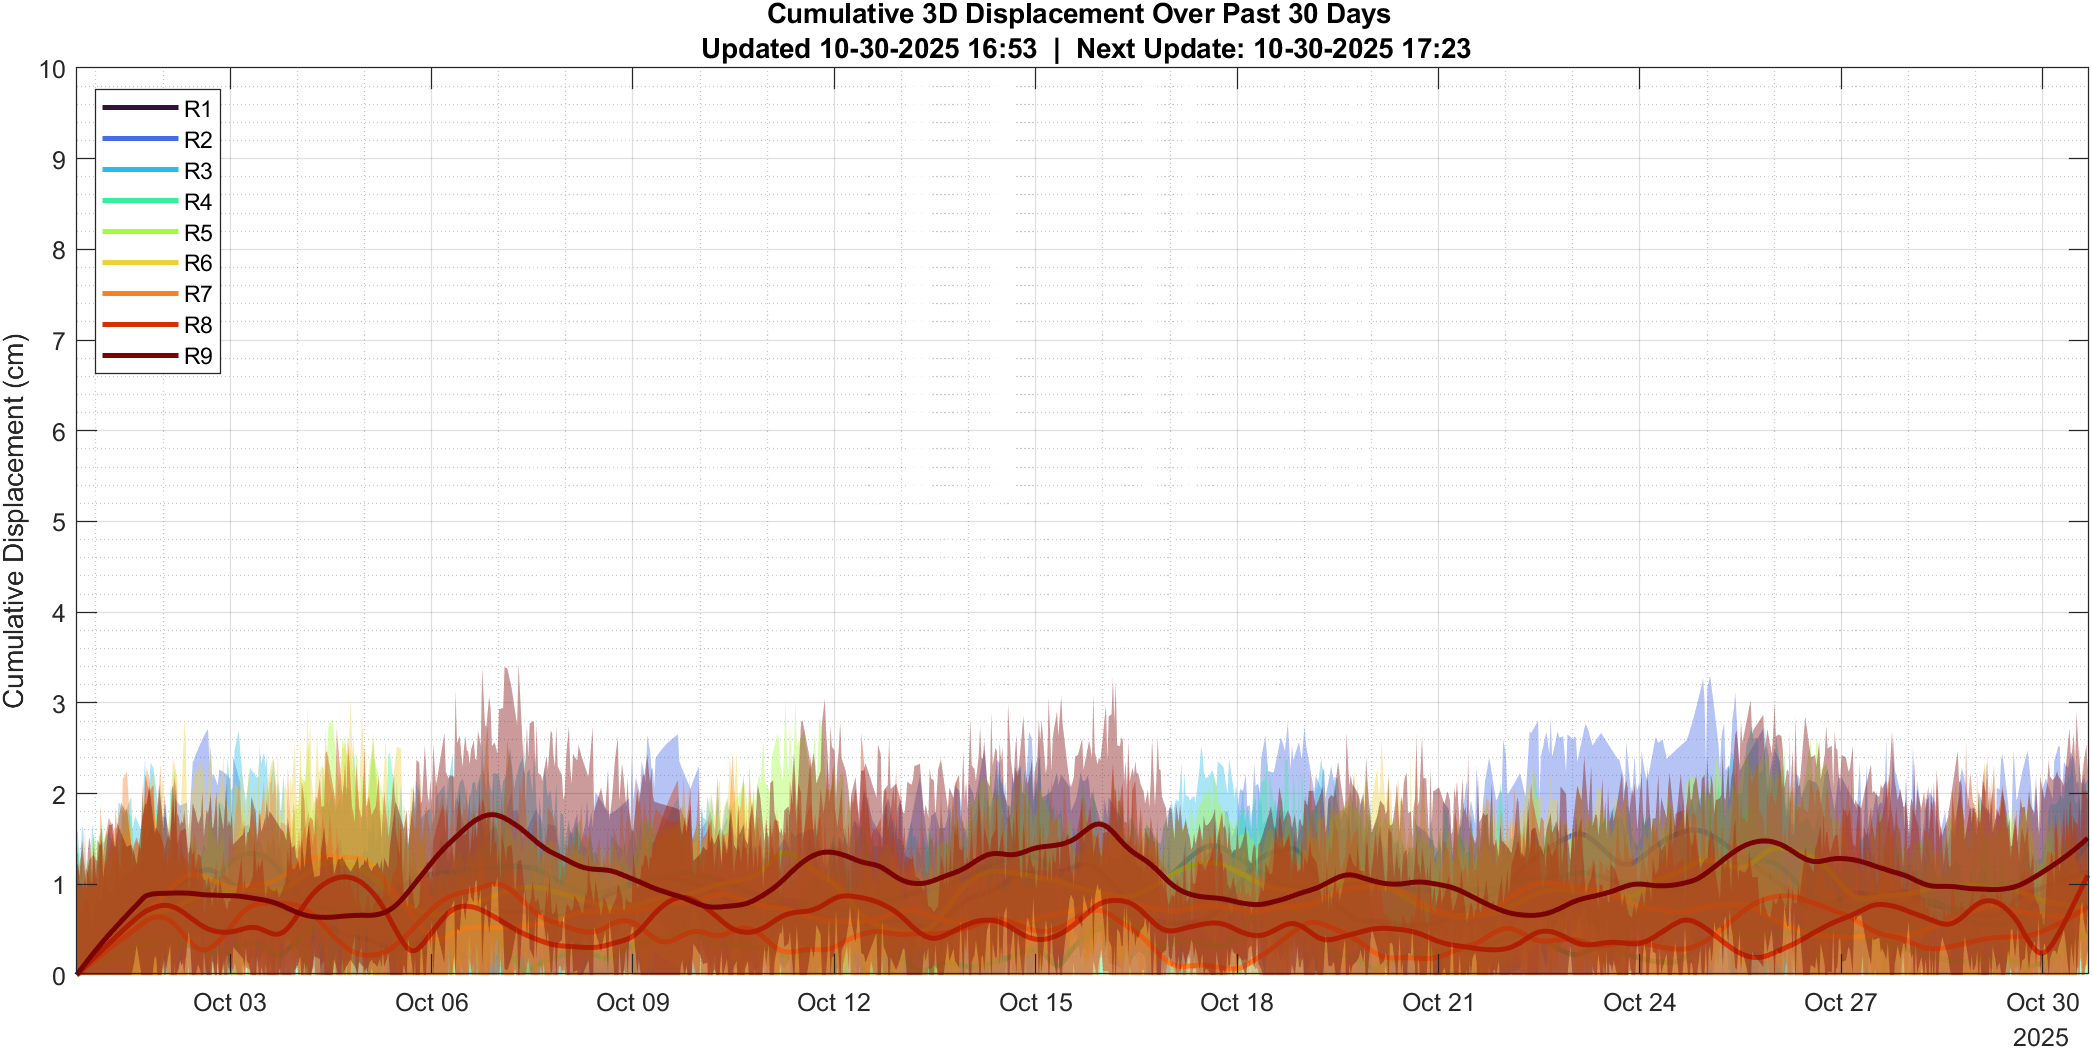 Cumulative 3D Displacement Over Past 30 Days
Updated 10-30-2025 16:53 | Next Update: 10-30-2025 17:23
Cumulative Displacement (cm)
10
9
8
7
6
5
4
3
2
1
0
R1
R2
R3
R4
R5
R6
R7
R8
R9
Oct 03 Oct 06 Oct 09 Oct 12 Oct 15 Oct 18 Oct 21 Oct 24 Oct 27 Oct 30
2025